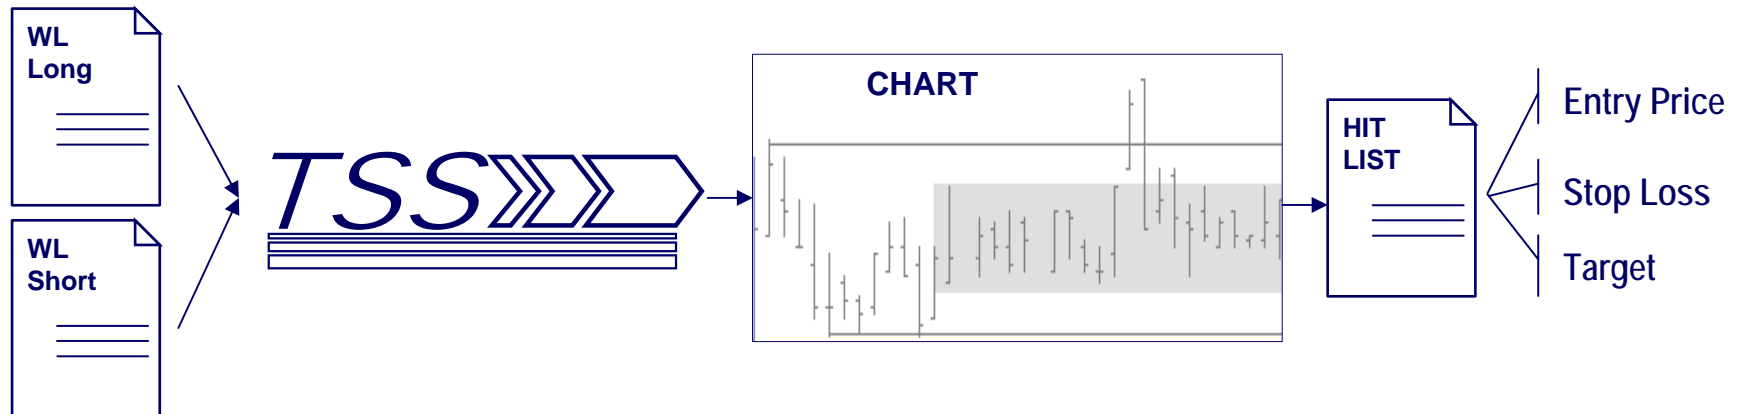 WL
Long
WL
Short
TSS
CHART
HIT
LIST
Entry Price
Stop Loss
Target